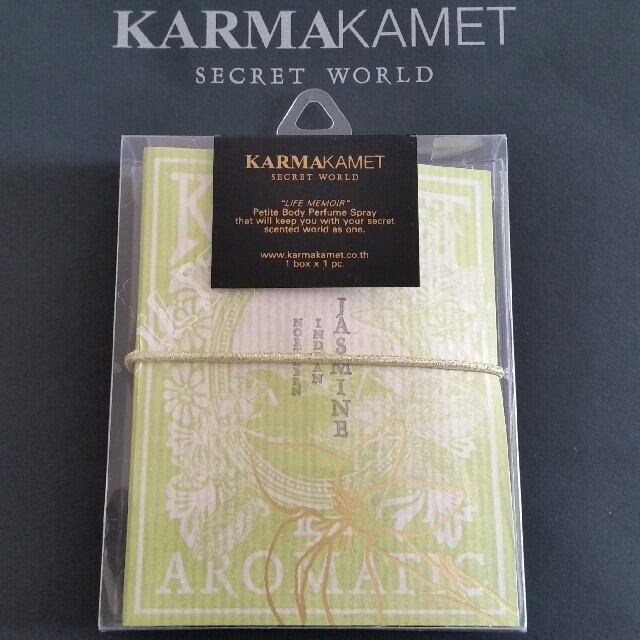 KARMAKAMET
SECRET WORLD
KARMAKAMET
SECRET WORLD
"LIFE MEMOIR"
Petite Body Perfume Spray
that will keep you with your secret
scented world as one.
www.karmakamet.co.th
1 box x 1 pc.
JASMINE
INDIAN
NORTHERN
AROMATIC